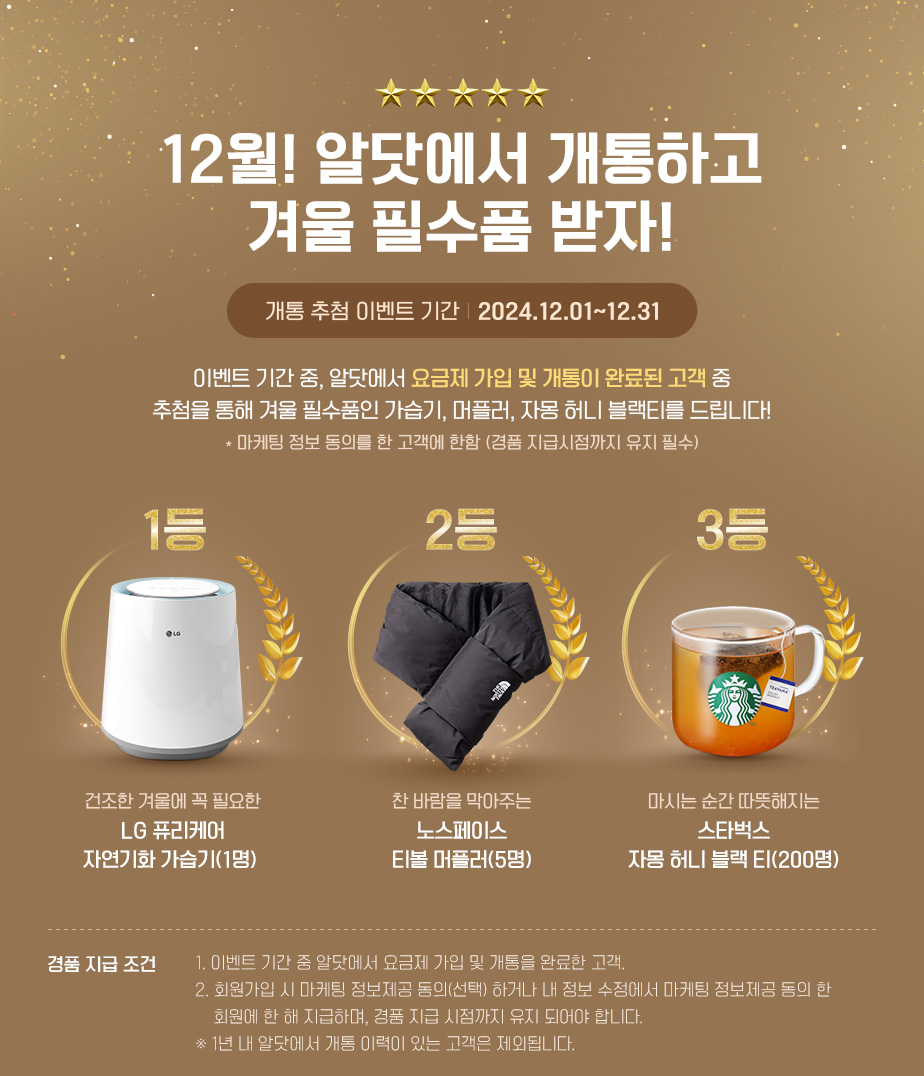 12월! 알닷에서 개통하고
겨울 필수품 받자!
개통 추첨 이벤트 기간 | 2024.12.01~12.31
이벤트 기간 중, 알닷에서 요금제 가입 및 개통이 완료된 고객 중
추첨을 통해 겨울 필수품인 가습기, 머플러, 자몽 허니 블랙티를 드립니다!
* 마케팅 정보 동의를 한 고객에 한함 (경품 지급시점까지 유지 필수)
1등
LG
건조한 겨울에 꼭 필요한
LG 퓨리케어
자연기화 가습기(1명)
2등
THE NORTH FACE
찬 바람을 막아주는
노스페이스
티볼 머플러(5명)
3등
TEAVANA
마시는 순간 따뜻해지는
스타벅스
자몽 허니 블랙 티(200명)
경품 지급 조건
1. 이벤트 기간 중 알닷에서 요금제 가입 및 개통을 완료한 고객.
2. 회원가입 시 마케팅 정보제공 동의(선택) 하거나 내 정보 수정에서 마케팅 정보제공 동의 한
회원에 한 해 지급하며, 경품 지급 시점까지 유지 되어야 합니다.
※ 1년 내 알닷에서 개통 이력이 있는 고객은 제외됩니다.